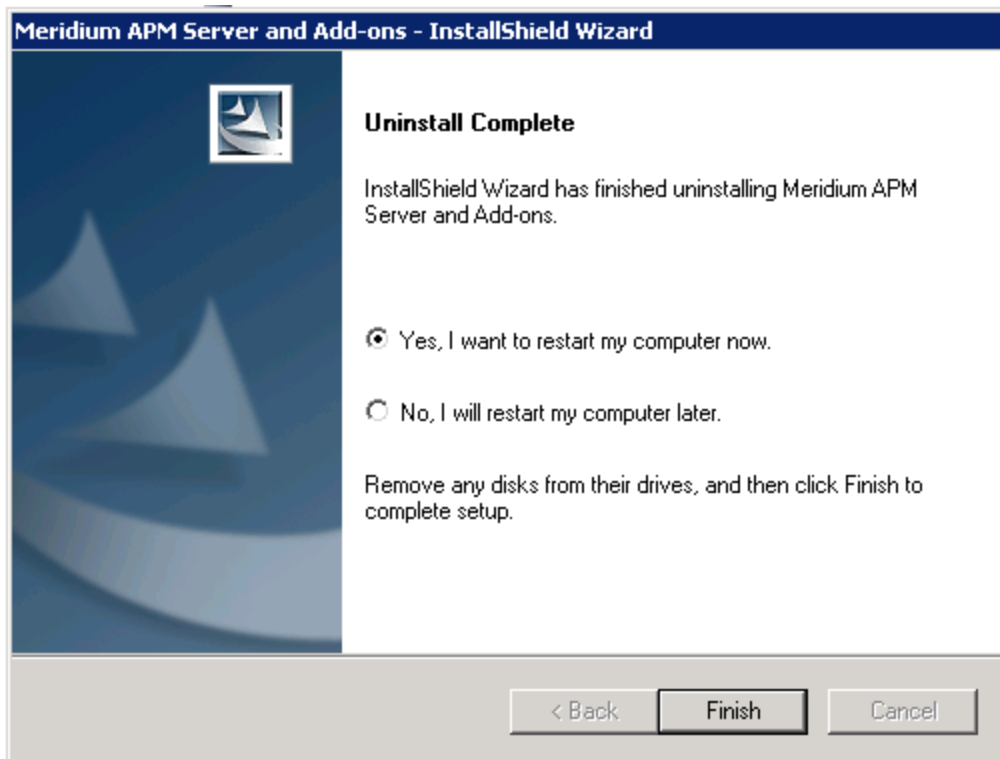 Meridium APM Server and Add-ons - InstallShield Wizard
Uninstall Complete
InstallShield Wizard has finished uninstalling Meridium APM
Server and Add-ons.
Yes, I want to restart my computer now.
No, I will restart my computer later.
Remove any disks from their drives, and then click Finish to
complete setup.
< Back
Finish
Cancel